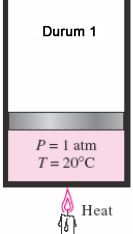 Durum 1
P = 1 atm
T = 20°C
Heat